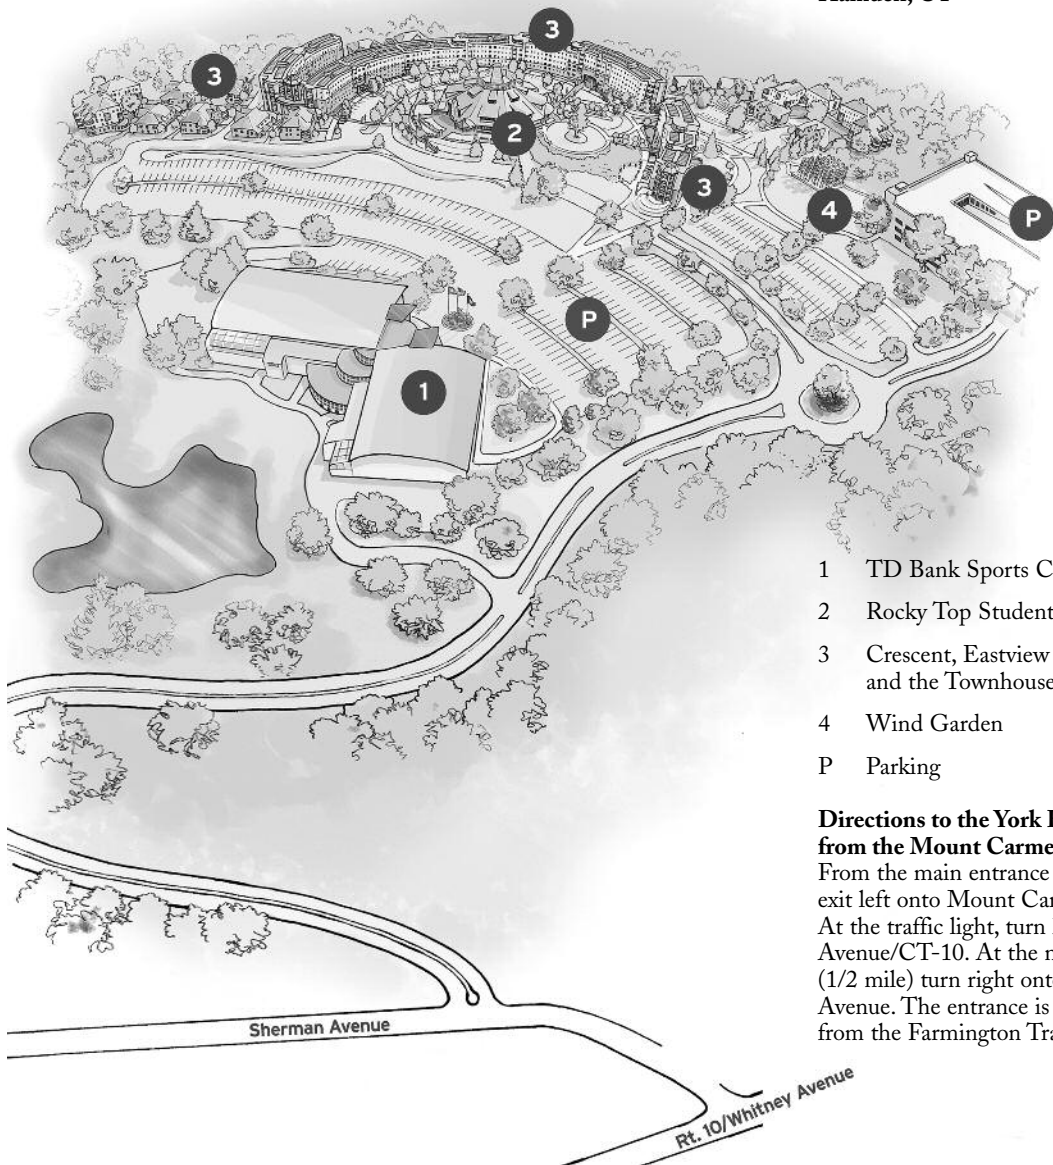 Hamden, CT
3
3
2
3
4
P
P
1
1 TD Bank Sports C
2 Rocky Top Student
3 Crescent, Eastview
and the Townhouse
4 Wind Garden
P Parking
Directions to the York
from the Mount Carme
From the main entrance
exit left onto Mount Car
At the traffic light, turn
Avenue/CT-10. At the
(1/2 mile) turn right onto
Avenue. The entrance is
from the Farmington Tra
Sherman Avenue
Rt. 10/Whitney Avenue